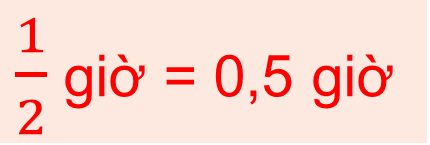 1/2 giờ = 0,5 giờ